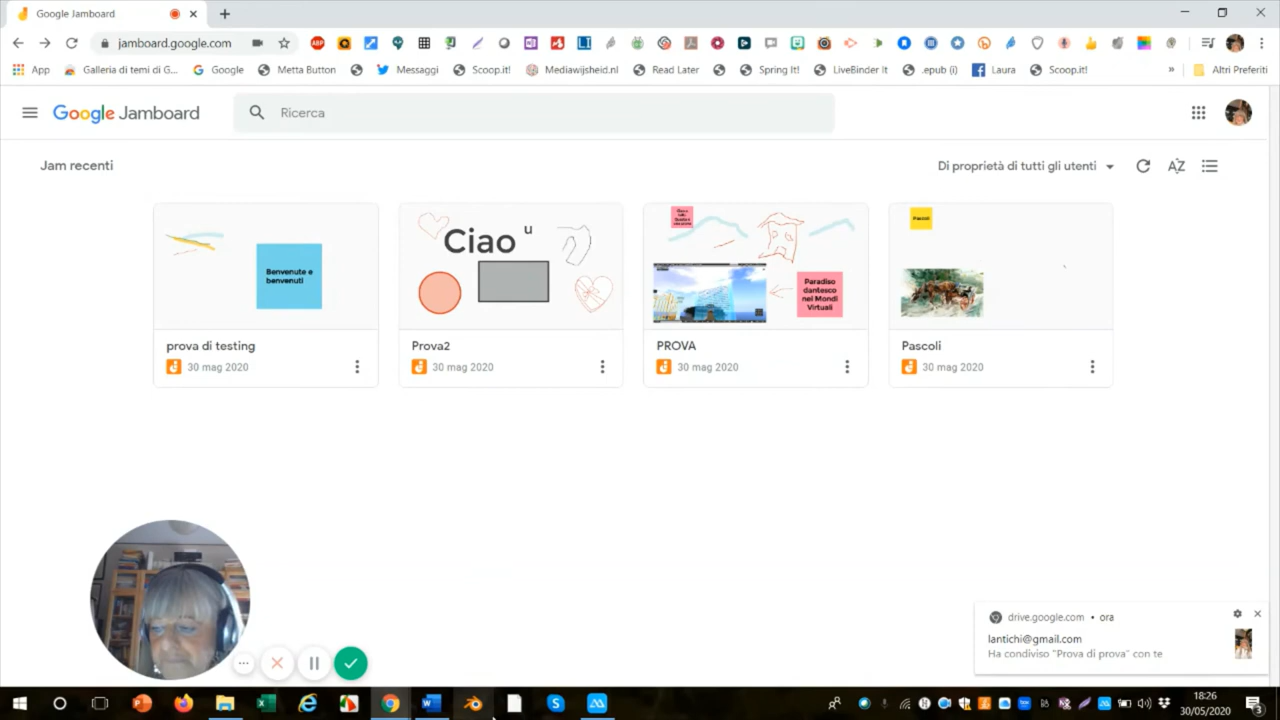 Google Jamboard
jamboard.google.com
ABP
App
Galleria di temi di G...
Google
Metta Button
Messaggi
Scoop.it!
Mediawijsheid.nl
Read Later
Spring It!
LiveBinder It
.epub (i)
Laura
Scoop.it!
»
Altri Preferiti
Google Jamboard
Ricerca
Jam recenti
Di proprietà di tutti gli utenti
AZ
Benvenute e
benvenuti
Ciao u
Paradiso
dantesco
nei Mondi
Virtuali
Pascoli
prova di testing
30 mag 2020
Prova2
30 mag 2020
PROVA
30 mag 2020
Pascoli
30 mag 2020
drive.google.com • ora
lantichi@gmail.com
Ha condiviso "Prova di prova" con te
18:26
30/05/2020
3